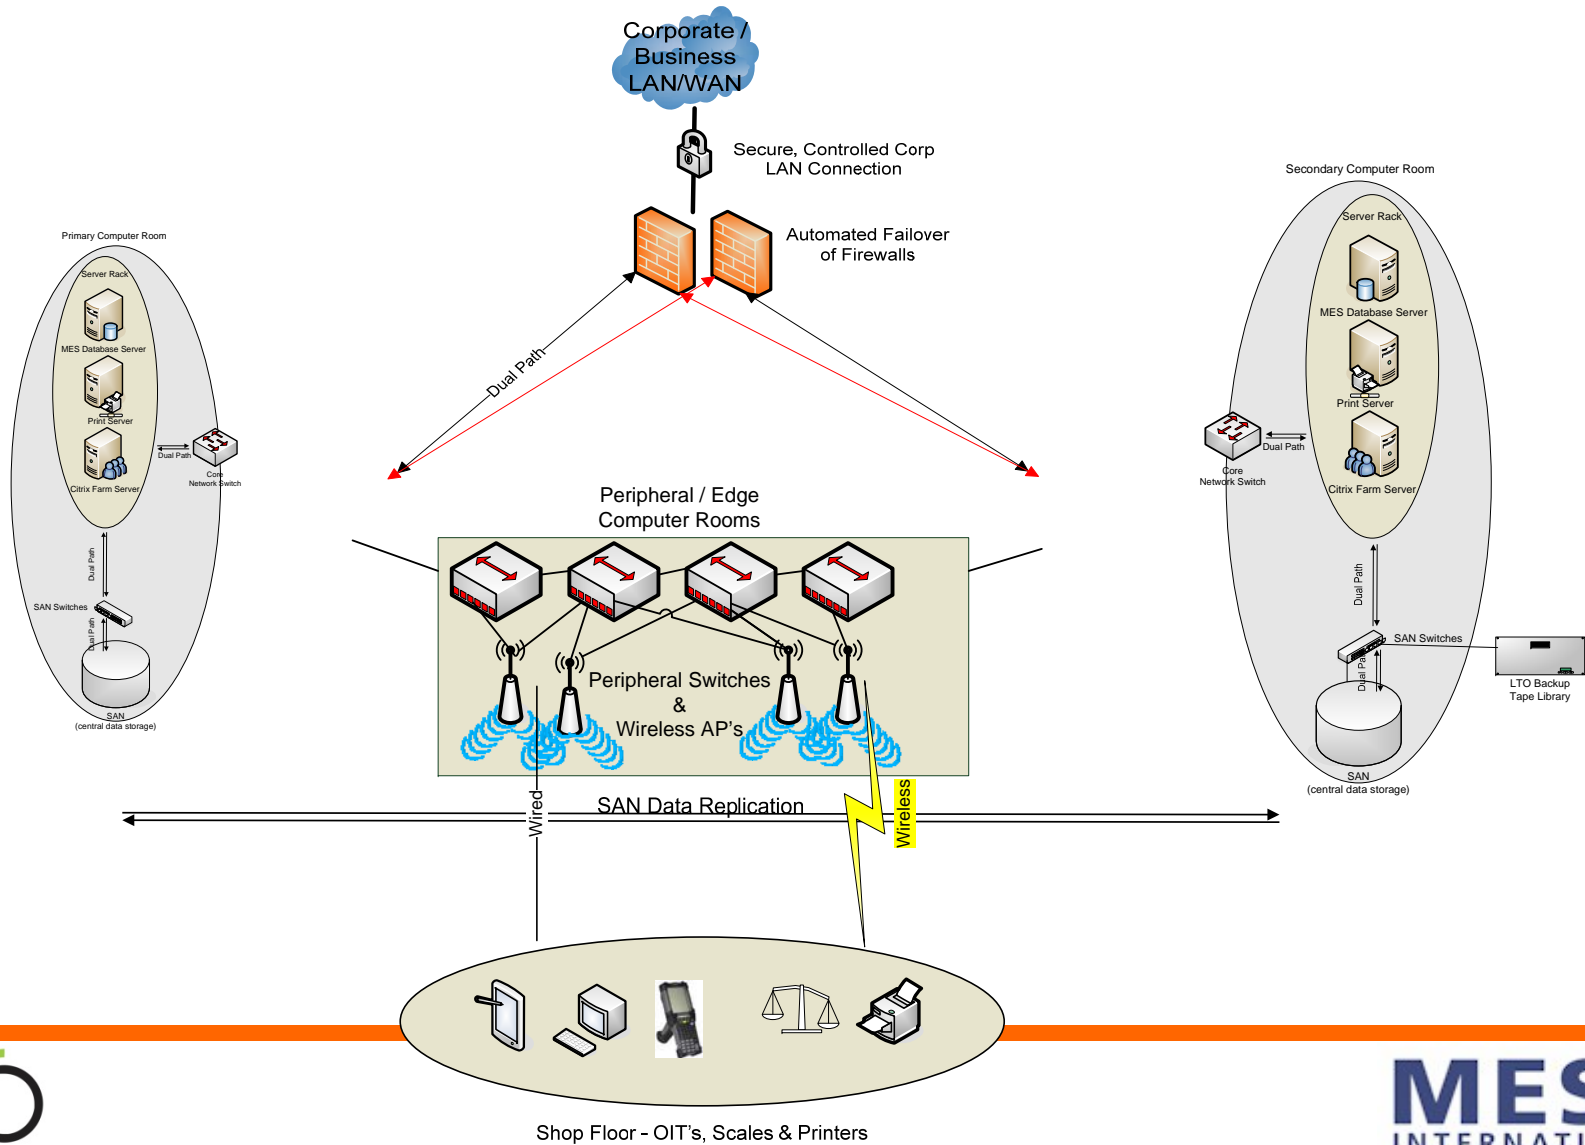 Corporate /
Business
LAN/WAN
Secure, Controlled Corp
LAN Connection
Automated Failover
of Firewalls
Dual Path
Primary Computer Room
Server Rack
MES Database Server
Print Server
Citrix Farm Server
Dual Path
Core
Network Switch
Dual Path
SAN Switches
Dual Path
SAN
(central data storage)
Secondary Computer Room
Server Rack
MES Database Server
Print Server
Citrix Farm Server
Dual Path
Core
Network Switch
Dual Path
SAN Switches
Dual Pa
LTO Backup
Tape Library
SAN
(central data storage)
Peripheral / Edge
Computer Rooms
Peripheral Switches
&
Wireless AP's
SAN Data Replication
Wired
Wireless
Shop Floor - OIT's, Scales & Printers
MES
INTERNATI